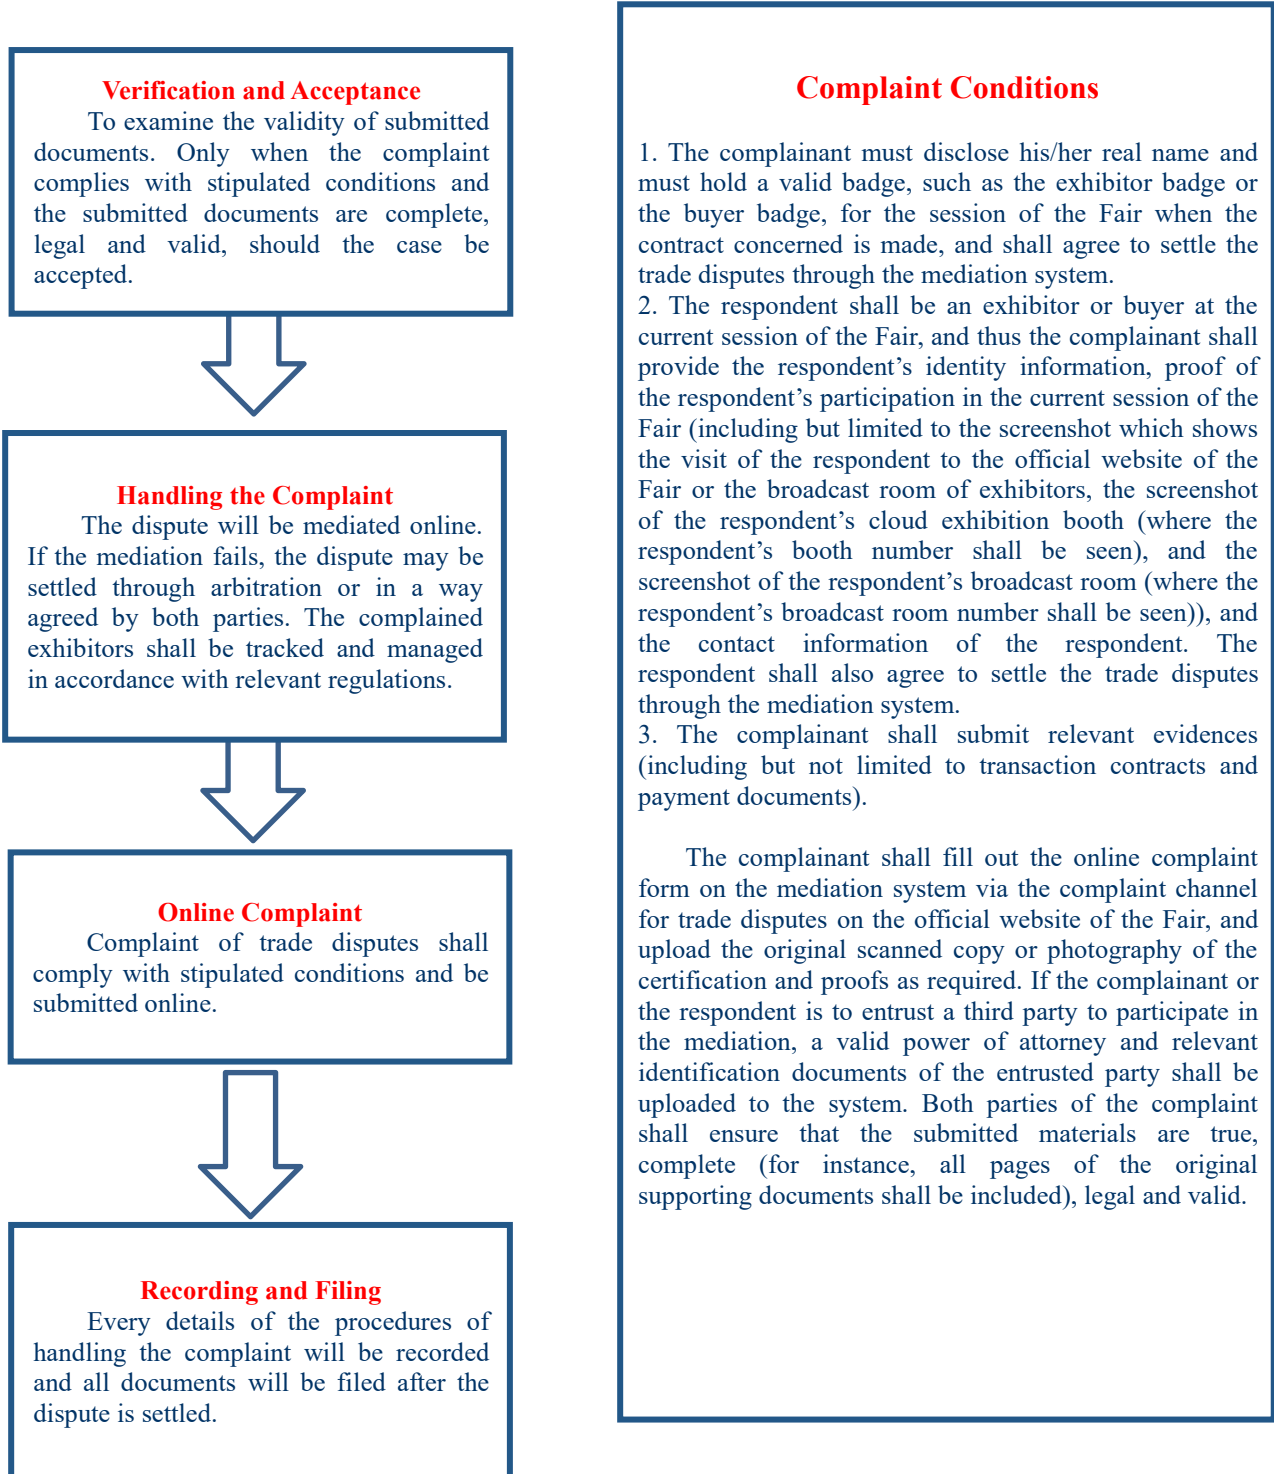 Verification and Acceptance
To examine the validity of submitted
documents. Only when the complaint
complies with stipulated conditions and
the submitted documents are complete,
legal and valid, should the case be
accepted.
Handling the Complaint
The dispute will be mediated online.
If the mediation fails, the dispute may be
settled through arbitration or in a way
agreed by both parties. The complained
exhibitors shall be tracked and managed
in accordance with relevant regulations.
Online Complaint
Complaint of trade disputes shall
comply with stipulated conditions and be
submitted online.
Recording and Filing
Every details of the procedures of
handling the complaint will be recorded
and all documents will be filed after the
dispute is settled.
Complaint Conditions
1. The complainant must disclose his/her real name and
must hold a valid badge, such as the exhibitor badge or
the buyer badge, for the session of the Fair when the
contract concerned is made, and shall agree to settle the
trade disputes through the mediation system.
2. The respondent shall be an exhibitor or buyer at the
current session of the Fair, and thus the complainant shall
provide the respondent’s identity information, proof of
the respondent’s participation in the current session of the
Fair (including but limited to the screenshot which shows
the visit of the respondent to the official website of the
Fair or the broadcast room of exhibitors, the screenshot
of the respondent’s cloud exhibition booth (where the
respondent’s booth number shall be seen), and the
screenshot of the respondent’s broadcast room (where the
respondent’s broadcast room number shall be seen)), and
the contact information of the respondent. The
respondent shall also agree to settle the trade disputes
through the mediation system.
3. The complainant shall submit relevant evidences
(including but not limited to transaction contracts and
payment documents).
The complainant shall fill out the online complaint
form on the mediation system via the complaint channel
for trade disputes on the official website of the Fair, and
upload the original scanned copy or photography of the
certification and proofs as required. If the complainant or
the respondent is to entrust a third party to participate in
the mediation, a valid power of attorney and relevant
identification documents of the entrusted party shall be
uploaded to the system. Both parties of the complaint
shall ensure that the submitted materials are true,
complete (for instance, all pages of the original
supporting documents shall be included), legal and valid.